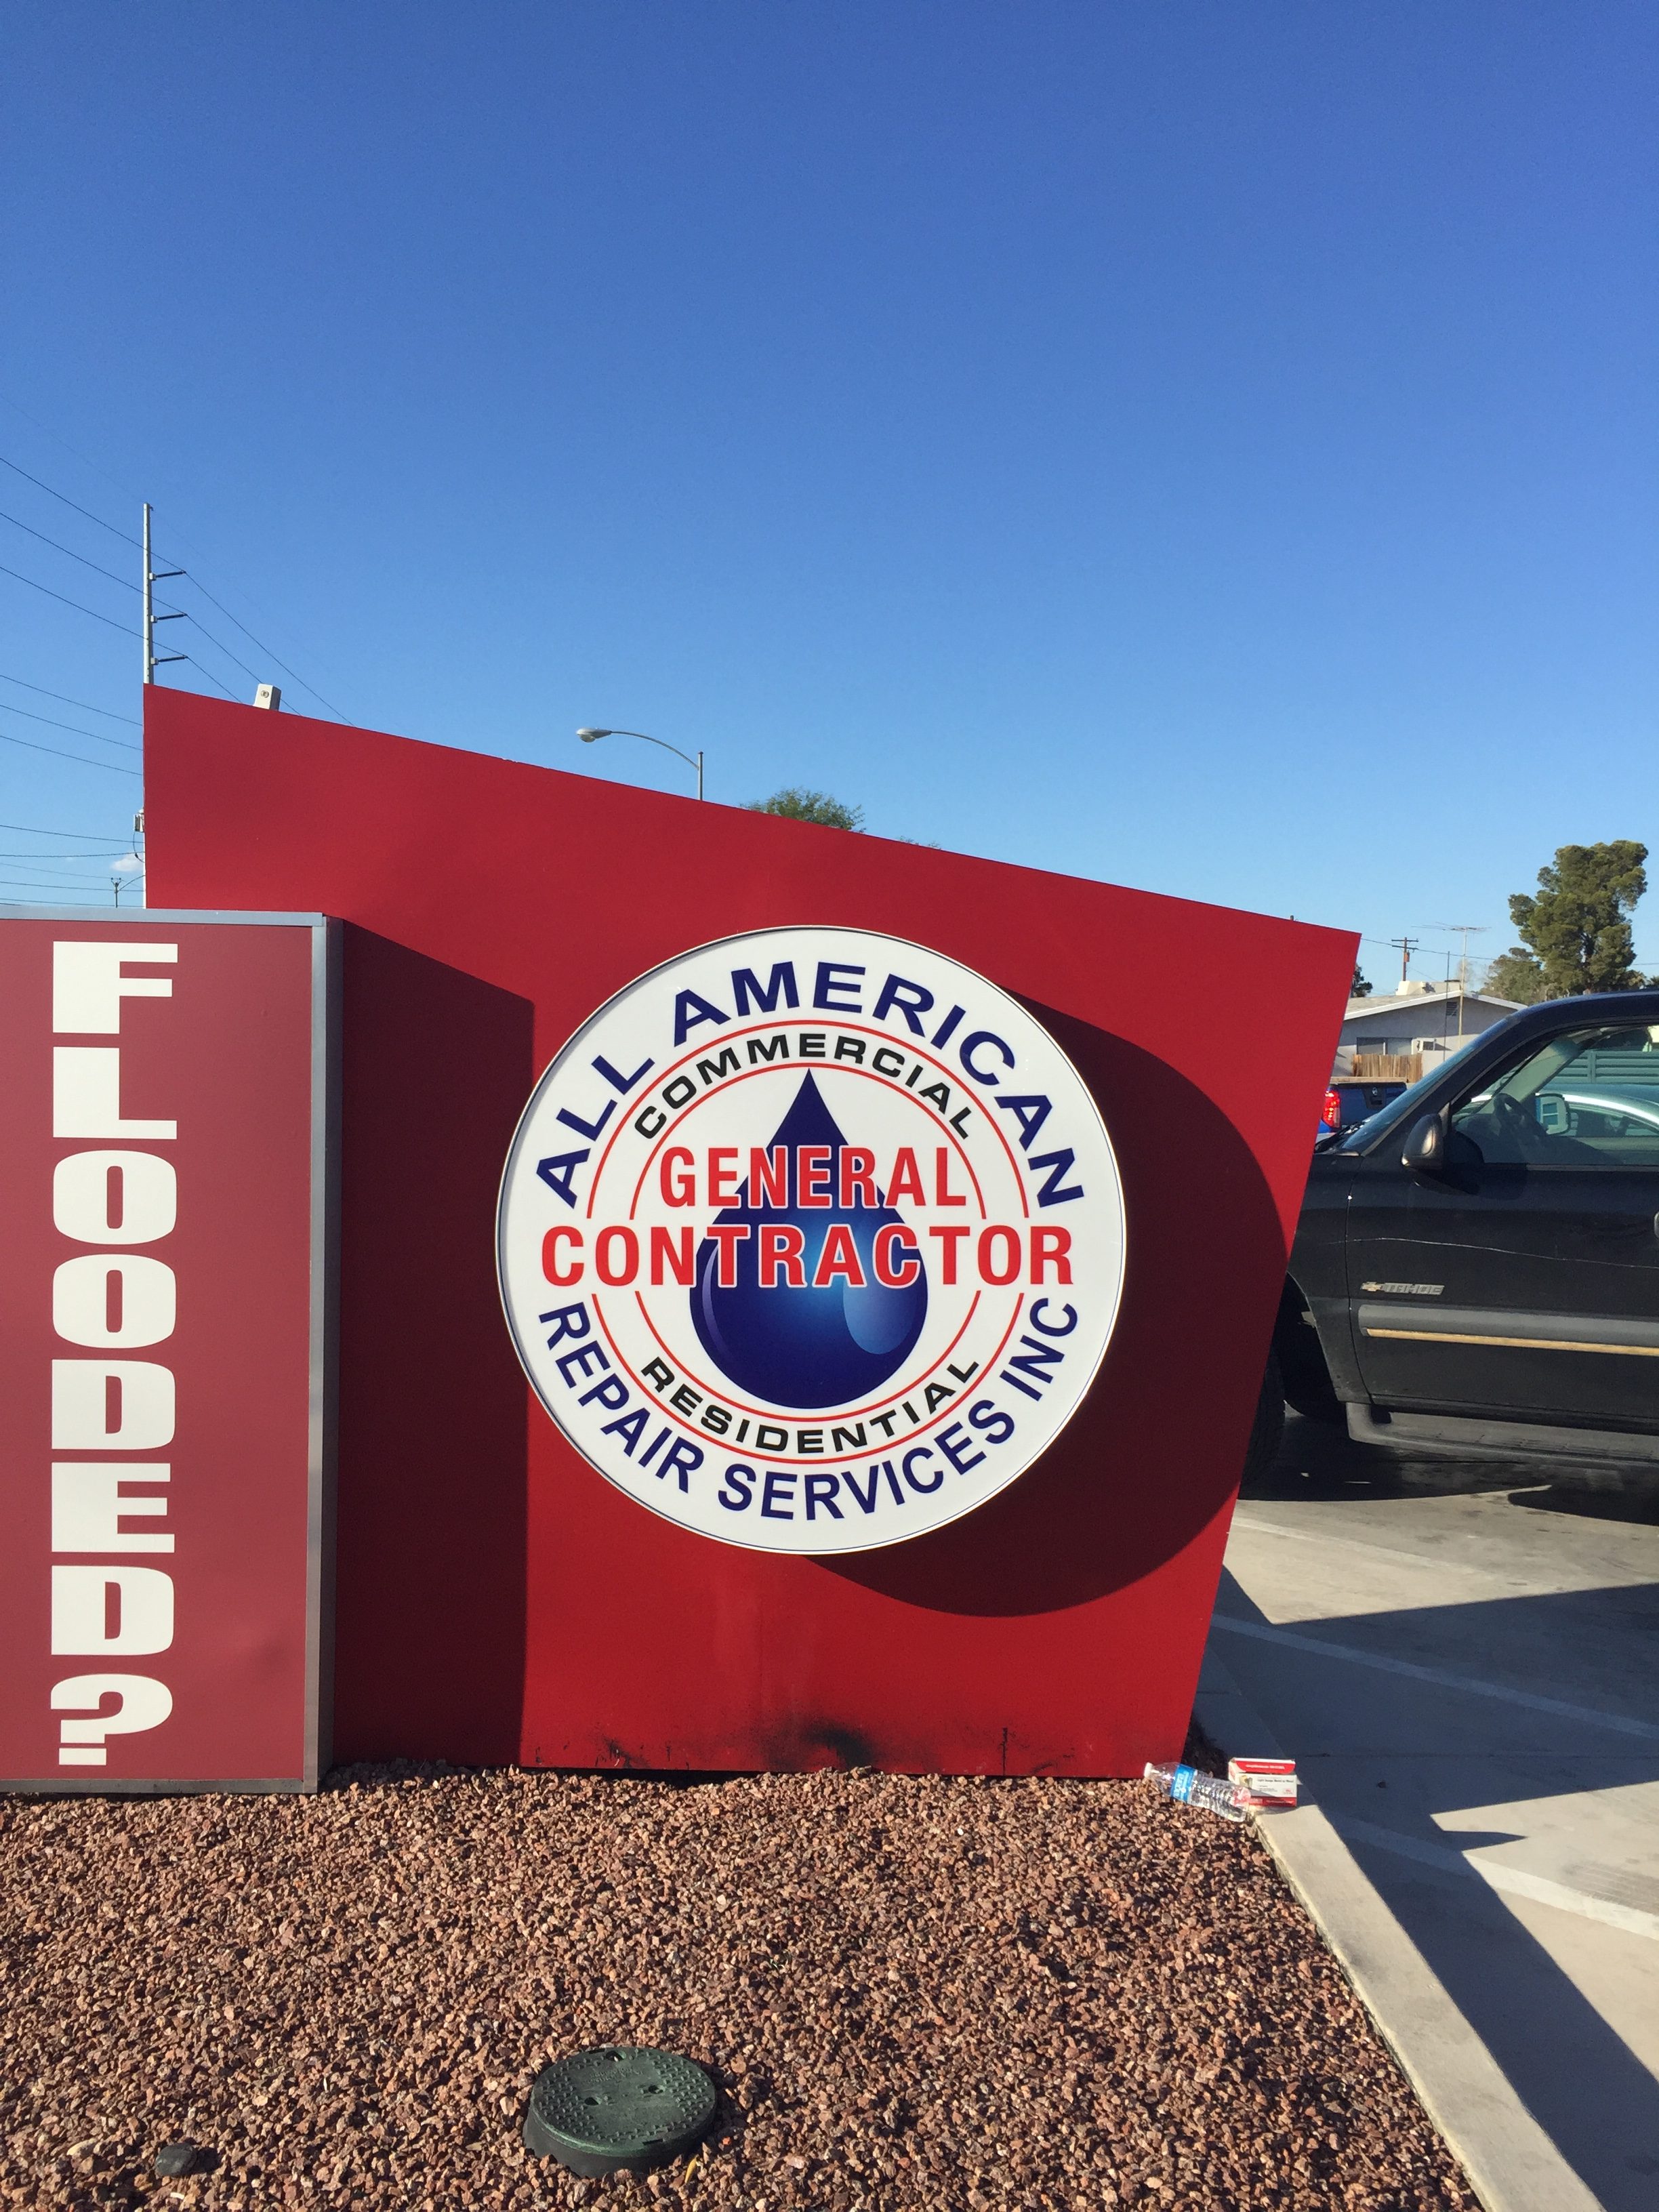 FLOODED?
ALL AMERICAN
COMMERCIAL
GENERAL
CONTRACTOR
RESIDENTIAL
REPAIR SERVICES INC